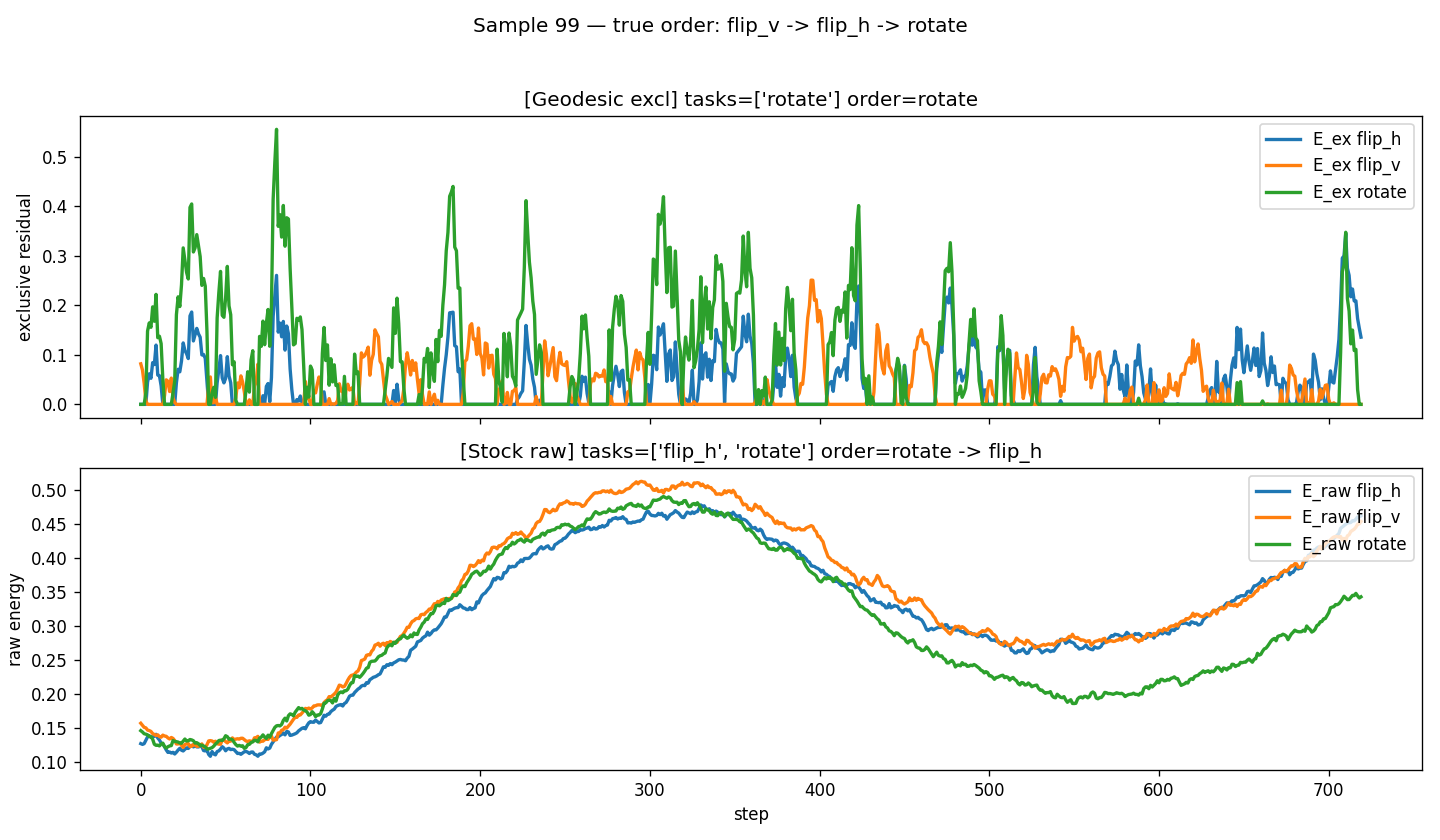 Sample 99 — true order: flip_v -> flip_h -> rotate
[Geodesic excl] tasks=['rotate'] order=rotate
exclusive residual
0.5
0.4
0.3
0.2
0.1
0.0
E_ex flip_h
E_ex flip_v
E_ex rotate
[Stock raw] tasks=['flip_h', 'rotate'] order=rotate -> flip_h
raw energy
0.50
0.45
0.40
0.35
0.30
0.25
0.20
0.15
0.10
E_raw flip_h
E_raw flip_v
E_raw rotate
0 100 200 300 400 500 600 700
step